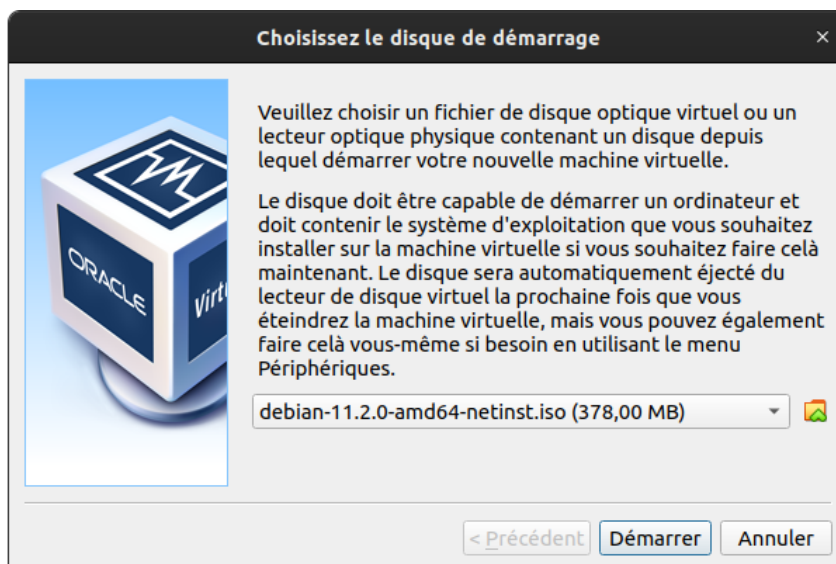 Choisissez le disque de démarrage
×
ORACLE
Virt
Veuillez choisir un fichier de disque optique virtuel ou un
lecteur optique physique contenant un disque depuis
lequel démarrer votre nouvelle machine virtuelle.
Le disque doit être capable de démarrer un ordinateur et
doit contenir le système d'exploitation que vous souhaitez
installer sur la machine virtuelle si vous souhaitez faire celà
maintenant. Le disque sera automatiquement éjecté du
lecteur de disque virtuel la prochaine fois que vous
éteindrez la machine virtuelle, mais vous pouvez également
faire celà vous-même si besoin en utilisant le menu
Périphériques.
debian-11.2.0-amd64-netinst.iso (378,00 MB)
< Précédent Démarrer Annuler